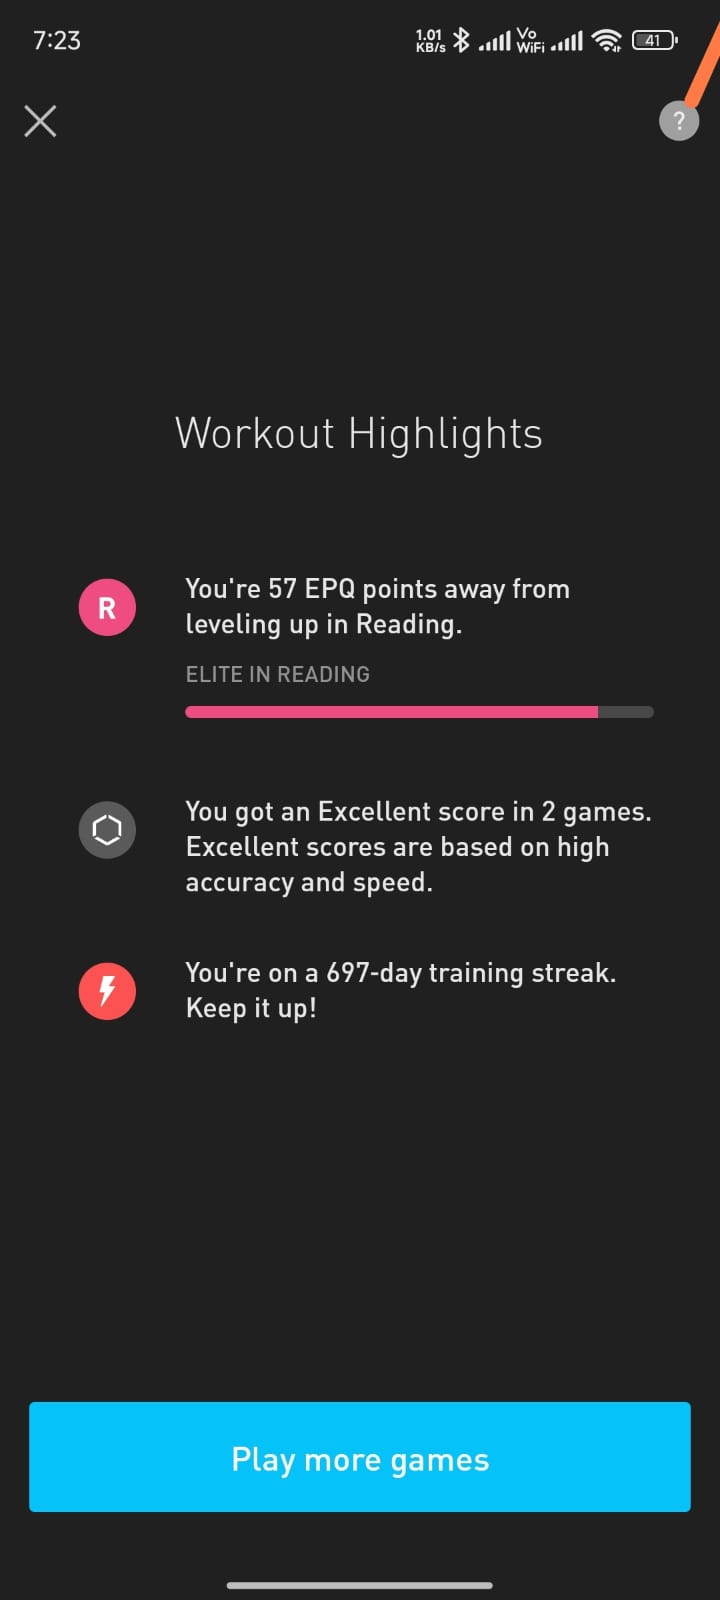 7:23
1.01
KB/s
Vo
WiFi
41
?
Workout Highlights
R
You're 57 EPQ points away from
leveling up in Reading.
ELITE IN READING
You got an Excellent score in 2 games.
Excellent scores are based on high
accuracy and speed.
You're on a 697-day training streak.
Keep it up!
Play more games